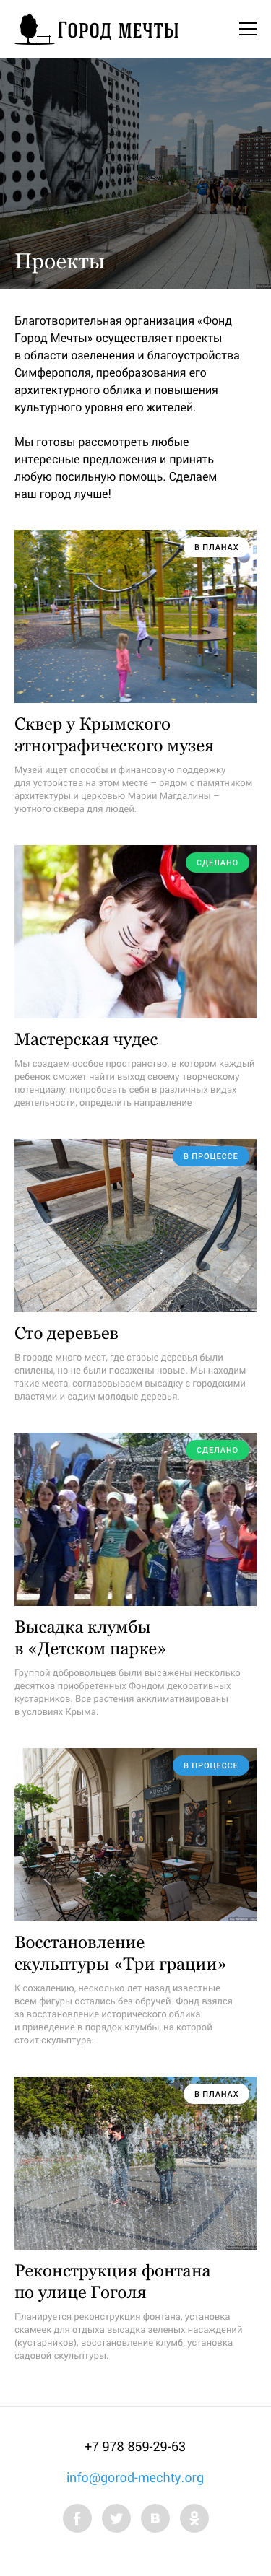 Город мечты
Проекты
Благотворительная организация «Фонд
Город Мечты» осуществляет проекты
в области озеленения и благоустройства
Симферополя, преобразования его
архитектурного облика и повышения
культурного уровня его жителей.
Мы готовы рассмотреть любые
интересные предложения и принять
любую посильную помощь. Сделаем
наш город лучше!
В ПЛАНАХ
Сквер у Крымского
этнографического музея
Музей ищет способы и финансовую поддержку
для устройства на этом месте – рядом с памятником
архитектуры и церковью Марии Магдалины –
уютного сквера для людей.
СДЕЛАНО
Мастерская чудес
Мы создаем особое пространство, в котором каждый
ребенок сможет найти выход своему творческому
потенциалу, попробовать себя в различных видах
деятельности, определить направление
В ПРОЦЕССЕ
Сто деревьев
В городе много мест, где старые деревья были
спилены, но не были посажены новые. Мы находим
такие места, согласовываем высадку с городскими
властями и садим молодые деревья.
СДЕЛАНО
Высадка клумбы
в «Детском парке»
Группой добровольцев были высажены несколько
десятков приобретенных Фондом декоративных
кустарников. Все растения акклиматизированы
в условиях Крыма.
В ПРОЦЕССЕ
Восстановление
скульптуры «Три грации»
К сожалению, несколько лет назад известные
всем фигуры остались без обручей. Фонд взялся
за восстановление исторического облика
и приведение в порядок клумбы, на которой
стоит скульптура.
В ПЛАНАХ
Реконструкция фонтана
по улице Гоголя
Планируется реконструкция фонтана, установка
скамеек для отдыха высадка зеленых насаждений
(кустарников), восстановление клумб, установка
садовой скульптуры.
+7 978 859-29-63
info@gorod-mechty.org